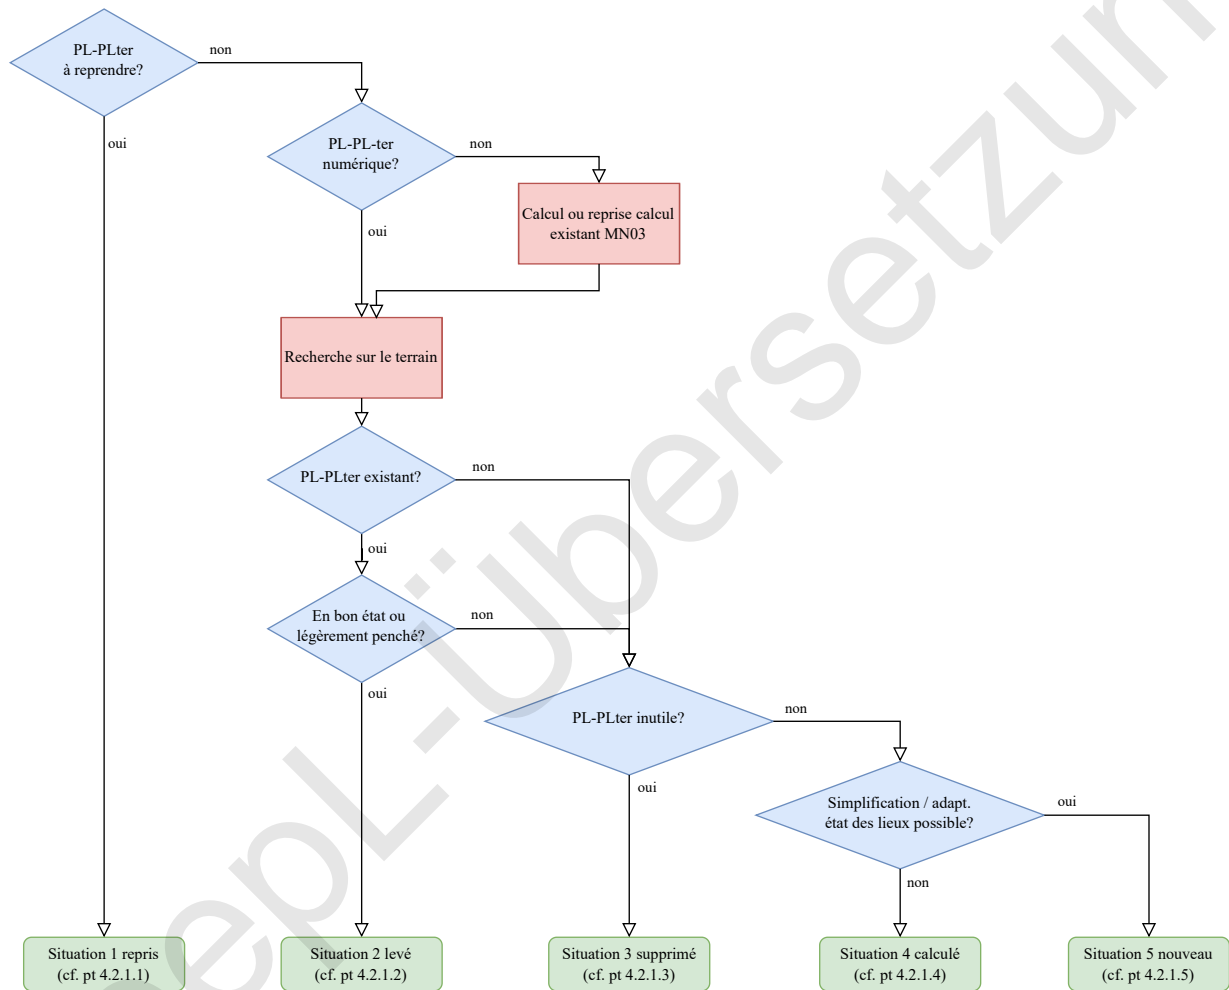 PL-PLter
à reprendre?
non
oui
PL-PL-ter
numérique?
non
oui
Calcul ou reprise calcul
existant MN03
Recherche sur le terrain
PL-PLter existant?
non
oui
En bon état ou
légèrement penché?
non
oui
PL-PLter inutile?
non
oui
Simplification / adapt.
état des lieux possible?
oui
non
Situation 1 repris
(cf. pt 4.2.1.1)
Situation 2 levé
(cf. pt 4.2.1.2)
Situation 3 supprimé
(cf. pt 4.2.1.3)
Situation 4 calculé
(cf. pt 4.2.1.4)
Situation 5 nouveau
(cf. pt 4.2.1.5)
epL-Übersetzun